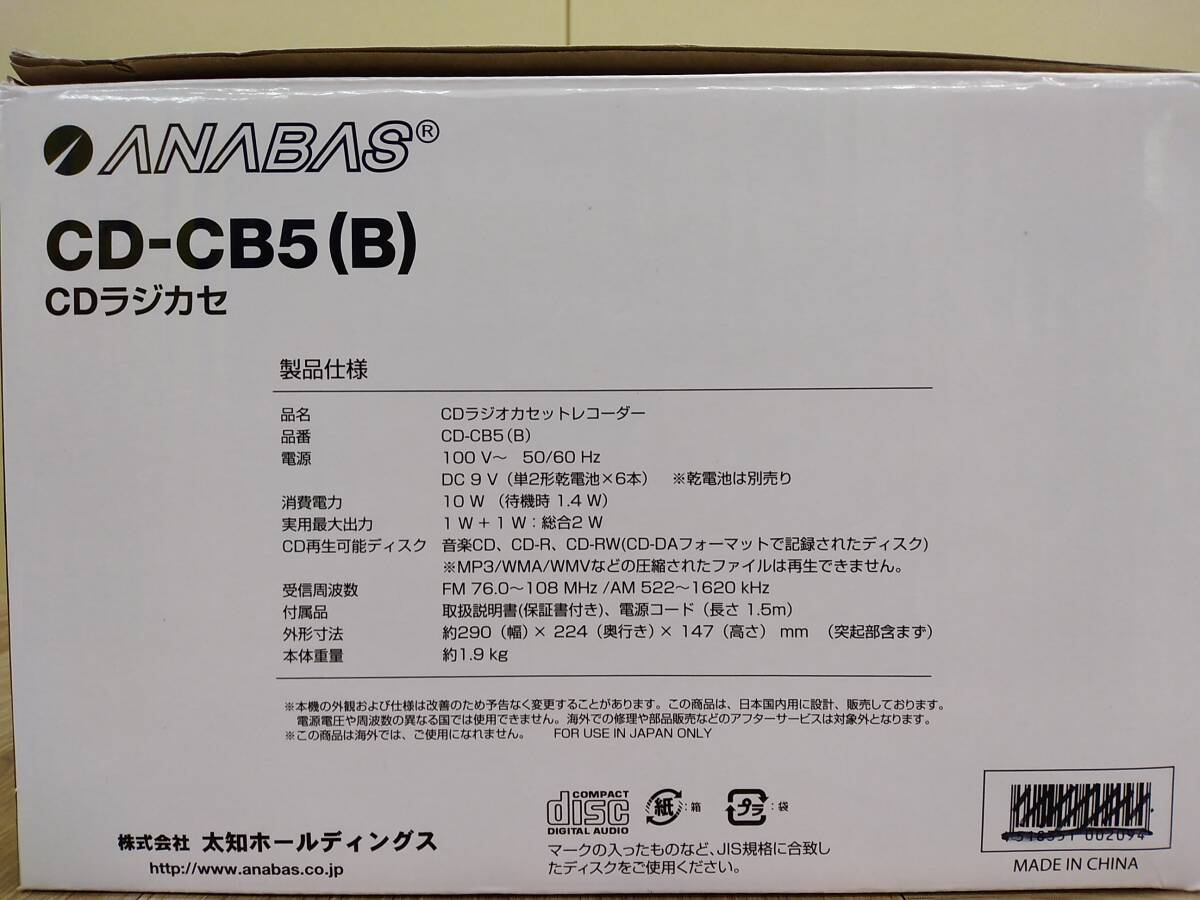 ANABAS®
CD-CB5(B)
CDラジカセ
製品仕様
品名 CDラジオカセットレコーダー
品番 CD-CB5(B)
電源 100 V～ 50/60 Hz
DC 9 V（単2形乾電池×6本） ※乾電池は別売り
消費電力 10 W （待機時 1.4 W）
実用最大出力 1 W + 1 W：総合2 W
CD再生可能ディスク 音楽CD、CD-R、CD-RW(CD-DAフォーマットで記録されたディスク)
※MP3/WMA/WMVなどの圧縮されたファイルは再生できません。
受信周波数 FM 76.0～108 MHz /AM 522～1620 kHz
付属品 取扱説明書(保証書付き)、電源コード（長さ 1.5m）
外形寸法 約290（幅）× 224（奥行き）× 147（高さ） mm （突起部含まず）
本体重量 約1.9 kg
※本機の外観および仕様は改善のため予告なく変更することがあります。この商品は、日本国内用に設計、販売しております。
電源電圧や周波数の異なる国では使用できません。海外での修理や部品販売などのアフターサービスは対象外となります。
※この商品は海外では、ご使用になれません。 FOR USE IN JAPAN ONLY
COMPACT
disc
DIGITAL AUDIO
紙：箱
プラ：袋
マークの入ったものなど、JIS規格に合致し
たディスクをご使用ください。
株式会社 太知ホールディングス
http://www.anabas.co.jp
002094
MADE IN CHINA